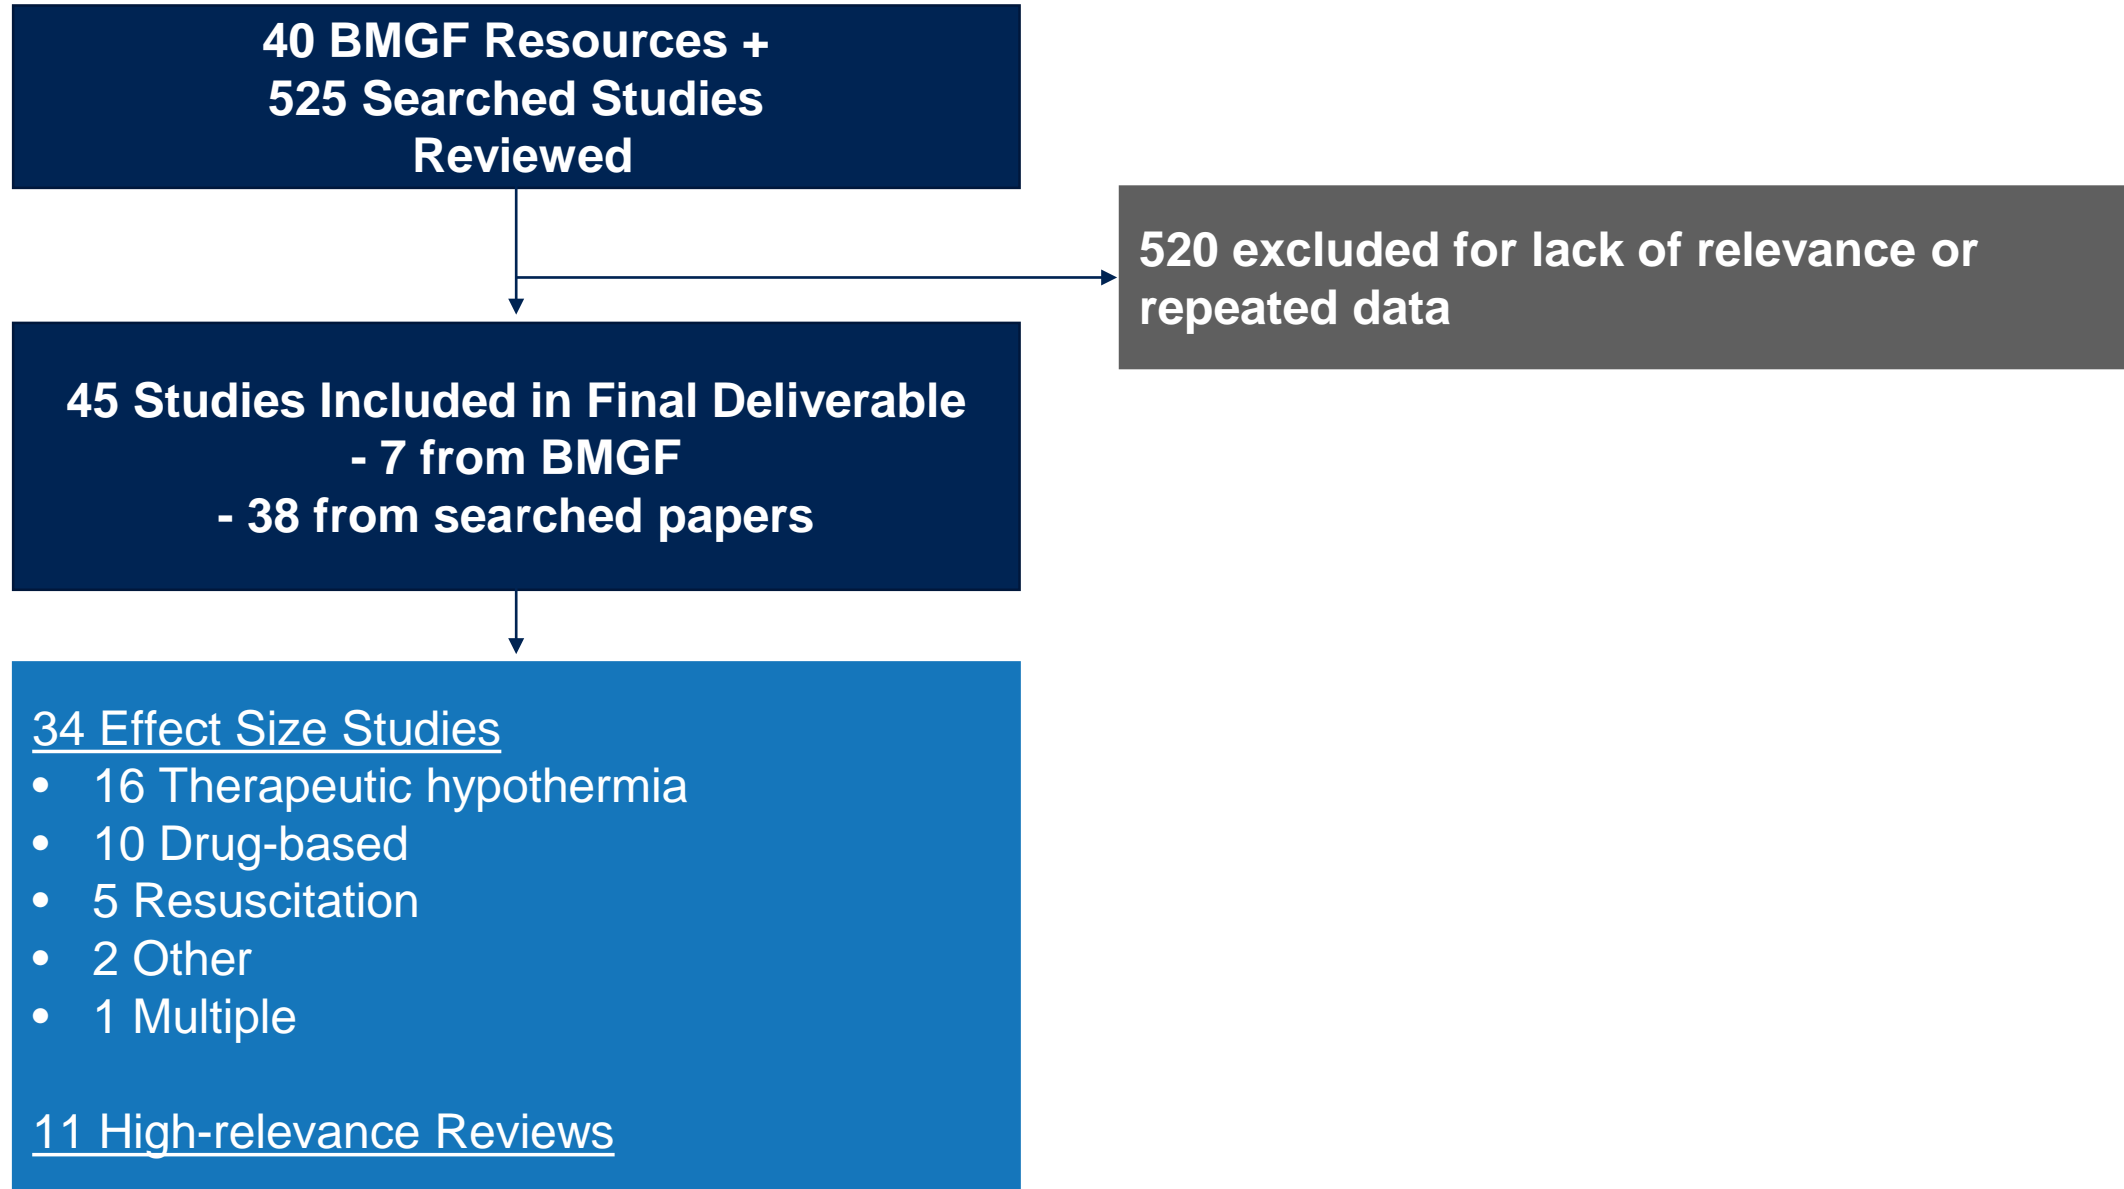 40 BMGF Resources +
525 Searched Studies
Reviewed
520 excluded for lack of relevance or
repeated data
45 Studies Included in Final Deliverable
- 7 from BMGF
- 38 from searched papers
34 Effect Size Studies
• 16 Therapeutic hypothermia
• 10 Drug-based
• 5 Resuscitation
• 2 Other
• 1 Multiple
11 High-relevance Reviews